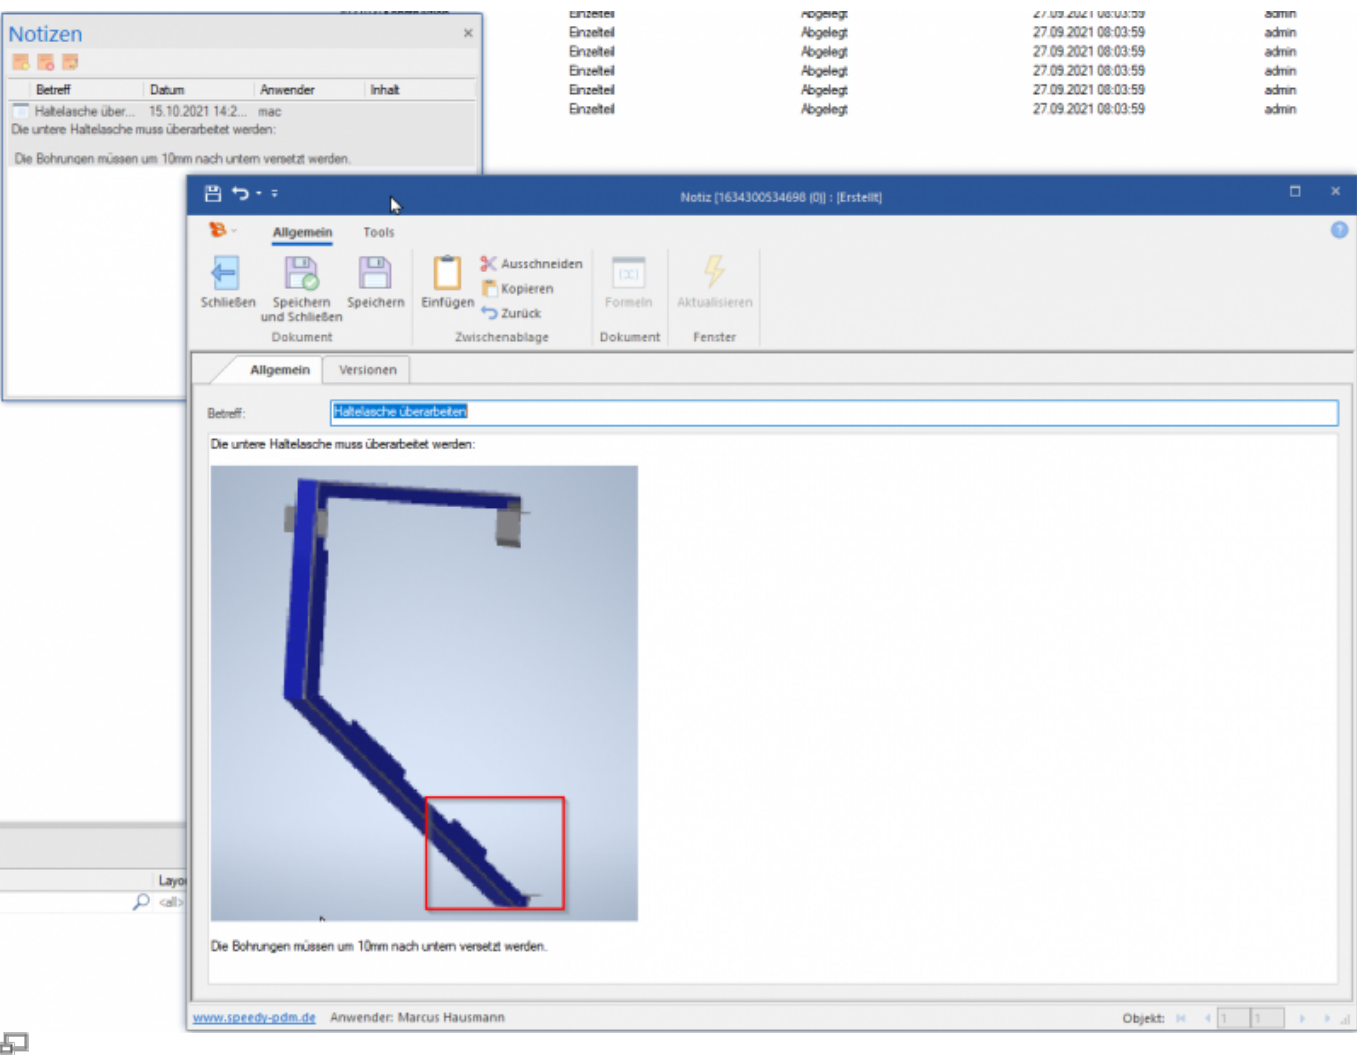 Einzelteil Abgelegt 27.09.2021 08:03:59 admin
Notizen
Einzelteil Abgelegt 27.09.2021 08:03:59 admin
Einzelteil Abgelegt 27.09.2021 08:03:59 admin
Einzelteil Abgelegt 27.09.2021 08:03:59 admin
Einzelteil Abgelegt 27.09.2021 08:03:59 admin
Einzelteil Abgelegt 27.09.2021 08:03:59 admin
Betreff Datum Anwender Inhalt
Haltelasche über... 15.10.2021 14:2... mac
Die untere Haltelasche muss überarbeitet werden:
Die Bohrungen müssen um 10mm nach untern versetzt werden.
Notiz [1634300534698 (0)] : [Erstellt]
Allgemein Tools
Schließen
Speichern und Schließen
Speichern
Dokument
Einfügen
Ausschneiden
Kopieren
Zurück
Zwischenablage
Formeln
Dokument
Aktualisieren
Fenster
Allgemein Versionen
Betreff: Haltelasche überarbeiten
Die untere Haltelasche muss überarbeitet werden:
Die Bohrungen müssen um 10mm nach untern versetzt werden.
Layou
<all>
www.speedy-pdm.de Anwender: Marcus Hausmann
Objekt: 1 1